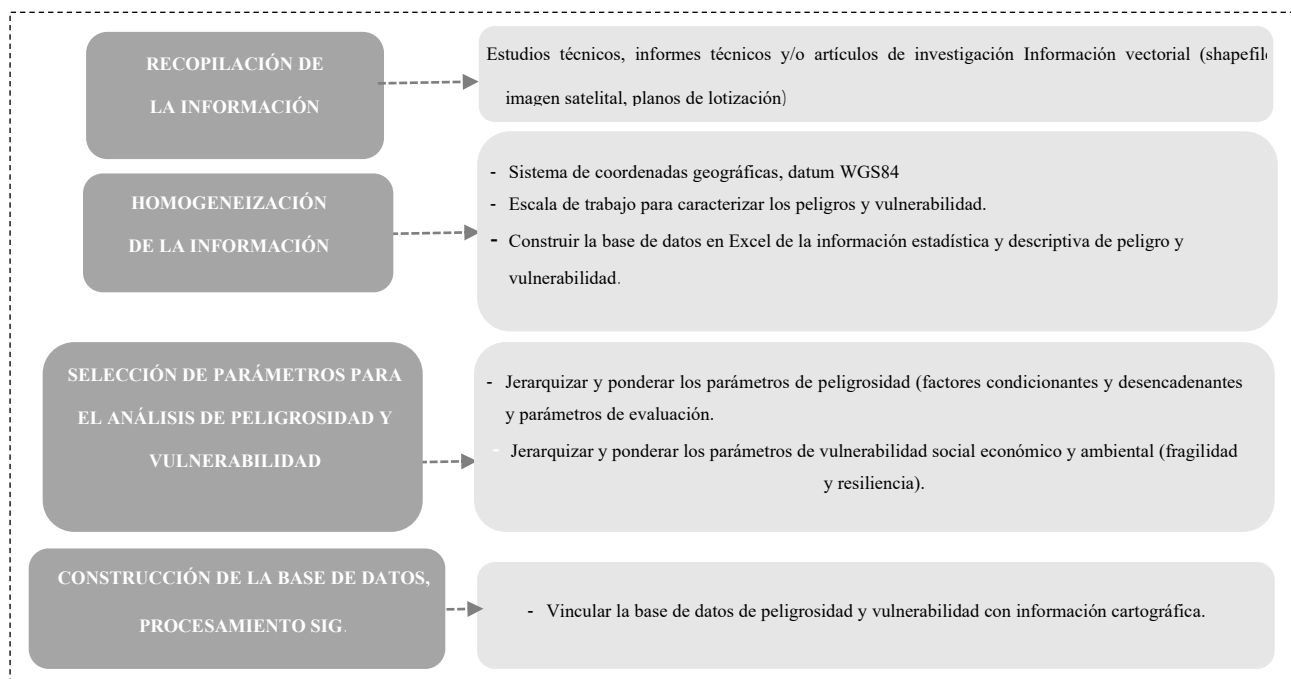 RECOPILACIÓN DE
LA INFORMACIÓN
Estudios técnicos, informes técnicos y/o artículos de investigación Información vectorial (shapefile
imagen satelital, planos de lotización)
HOMOGENEIZACIÓN
DE LA INFORMACIÓN
- Sistema de coordenadas geográficas, datum WGS84
- Escala de trabajo para caracterizar los peligros y vulnerabilidad.
- Construir la base de datos en Excel de la información estadística y descriptiva de peligro y
vulnerabilidad.
SELECCIÓN DE PARÁMETROS PARA
EL ANÁLISIS DE PELIGROSIDAD Y
VULNERABILIDAD
- Jerarquizar y ponderar los parámetros de peligrosidad (factores condicionantes y desencadenantes
y parámetros de evaluación.
- Jerarquizar y ponderar los parámetros de vulnerabilidad social económico y ambiental (fragilidad
y resiliencia).
CONSTRUCCIÓN DE LA BASE DE DATOS,
PROCESAMIENTO SIG.
- Vincular la base de datos de peligrosidad y vulnerabilidad con información cartográfica.